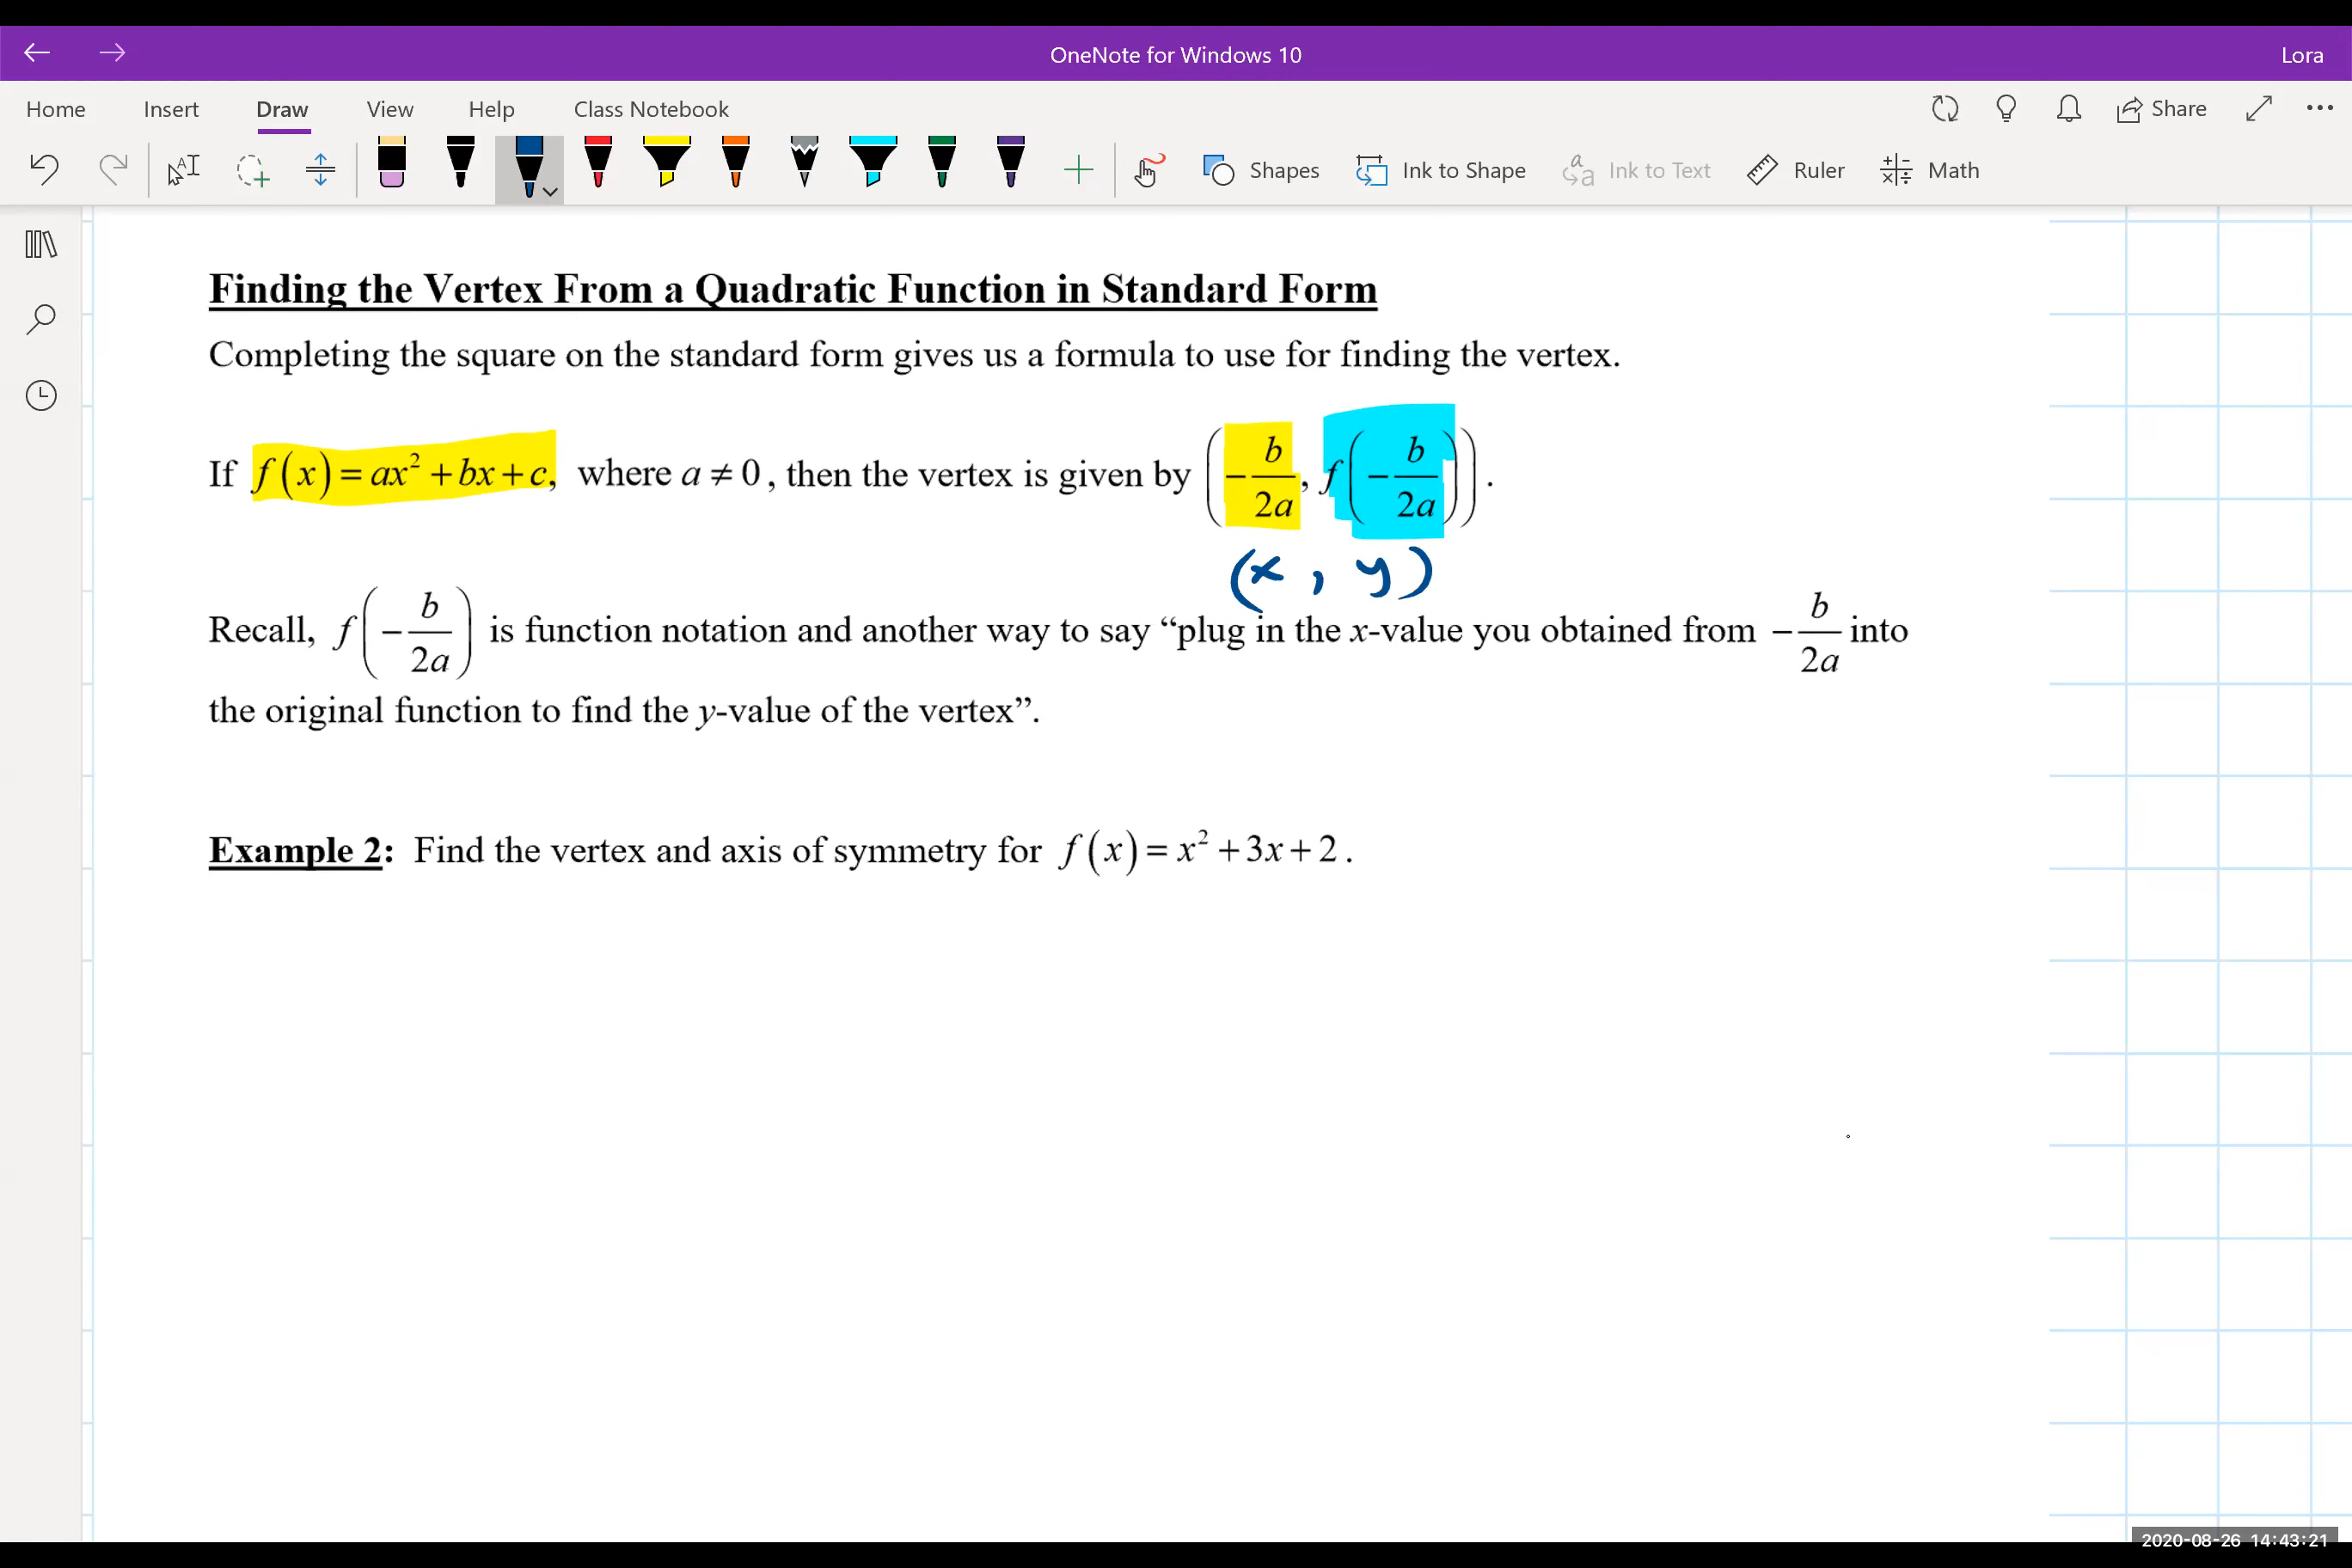 OneNote for Windows 10
Lora
Home Insert Draw View Help Class Notebook
Share
Shapes Ink to Shape Ink to Text Ruler Math
Finding the Vertex From a Quadratic Function in Standard Form
Completing the square on the standard form gives us a formula to use for finding the vertex.
If f(x) = ax² + bx + c, where a ≠ 0, then the vertex is given by (−b/2a, f(−b/2a)).
(x, y)
Recall, f(−b/2a) is function notation and another way to say “plug in the x-value you obtained from −b/2a into
the original function to find the y-value of the vertex”.
Example 2: Find the vertex and axis of symmetry for f(x) = x² + 3x + 2.
2020-08-26 14:43:21